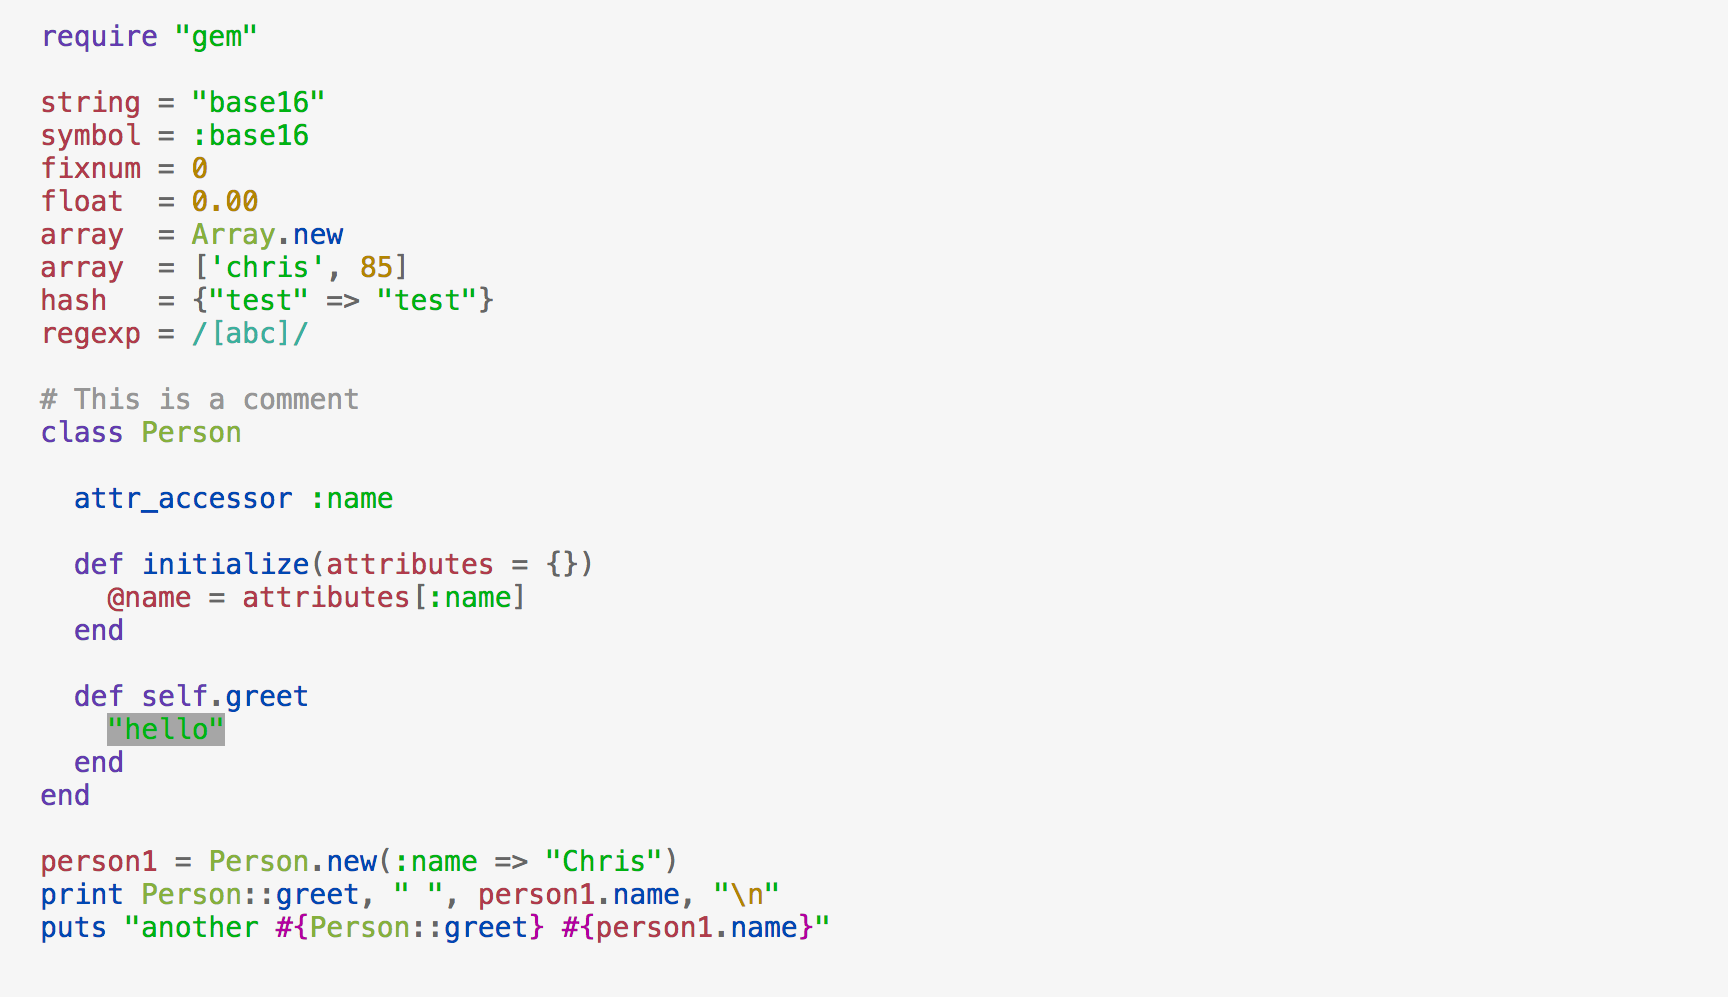 require "gem"

string = "base16"
symbol = :base16
fixnum = 0
float  = 0.00
array  = Array.new
array  = ['chris', 85]
hash   = {"test" => "test"}
regexp = /[abc]/

# This is a comment
class Person

  attr_accessor :name

  def initialize(attributes = {})
    @name = attributes[:name]
  end

  def self.greet
    "hello"
  end
end

person1 = Person.new(:name => "Chris")
print Person::greet, " ", person1.name, "\n"
puts "another #{Person::greet} #{person1.name}"